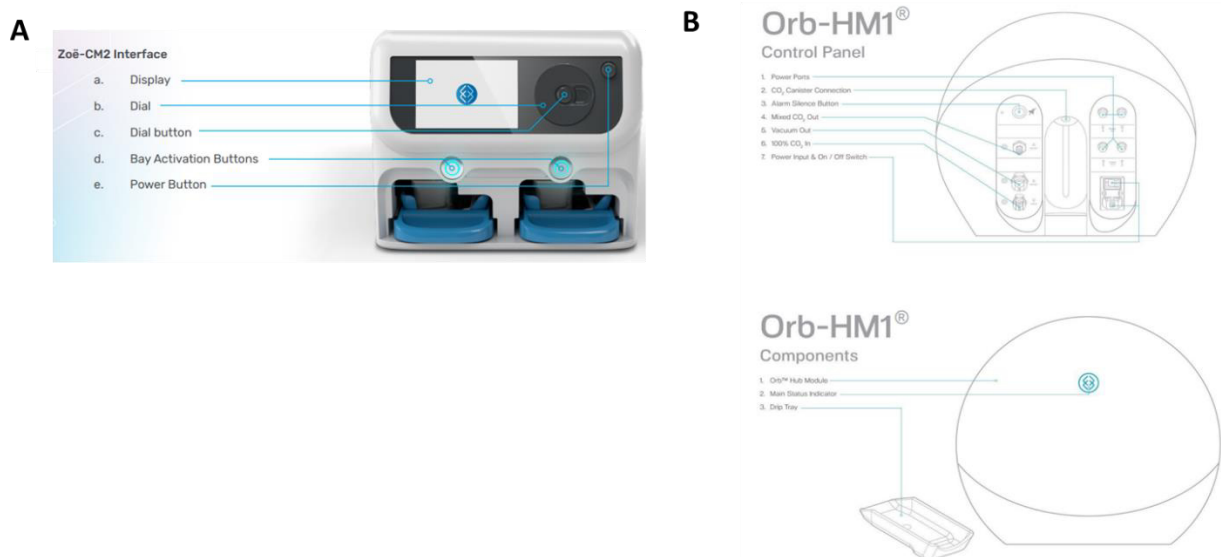 A
Zoë-CM2 Interface
a. Display
b. Dial
c. Dial button
d. Bay Activation Buttons
e. Power Button
B
Orb-HM1®
Control Panel
1. Power Ports
2. CO₂ Canister Connection
3. Alarm Silence Button
4. Mixed CO₂ Out
5. Vacuum Out
6. 100% CO₂ In
7. Power Input & On / Off Switch
Orb-HM1®
Components
1. Orb™ Hub Module
2. Main Status Indicator
3. Drip Tray